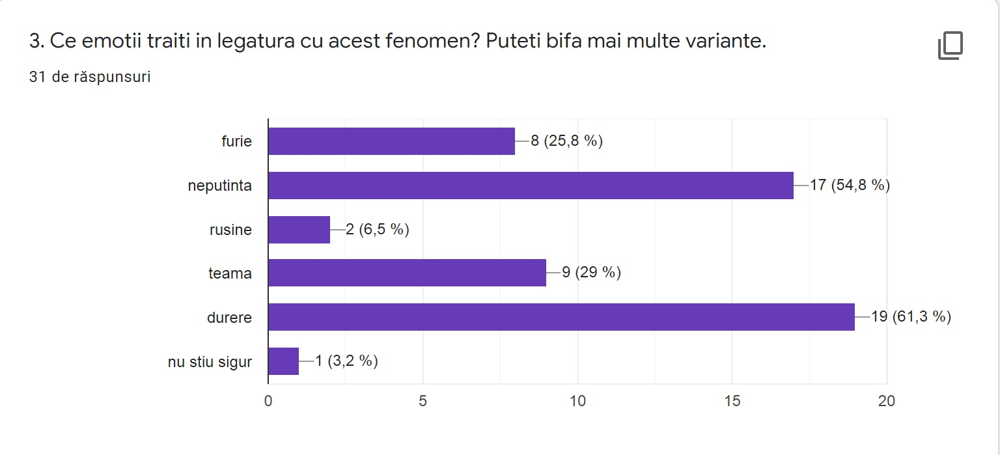 3. Ce emotii traiti in legatura cu acest fenomen? Puteti bifa mai multe variante.
31 de răspunsuri
furie 8 (25,8 %)
neputinta 17 (54,8 %)
rusine 2 (6,5 %)
teama 9 (29 %)
durere 19 (61,3 %)
nu stiu sigur 1 (3,2 %)
0 5 10 15 20